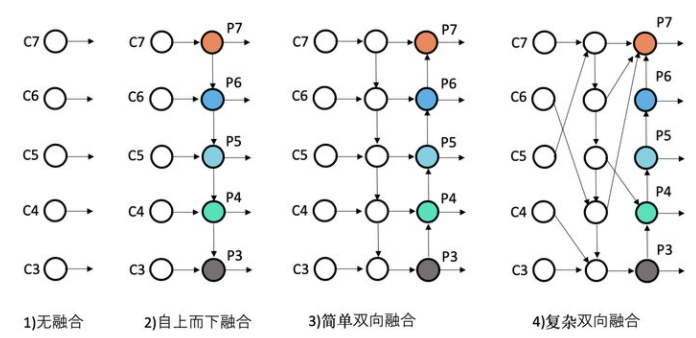 C7 C7 P7 C7 P7 C7 P7
C6 C6 P6 C6 P6 C6 P6
C5 C5 P5 C5 P5 C5 P5
C4 C4 P4 C4 P4 C4 P4
C3 C3 P3 C3 P3 C3 P3
1)无融合 2)自上而下融合 3)简单双向融合 4)复杂双向融合